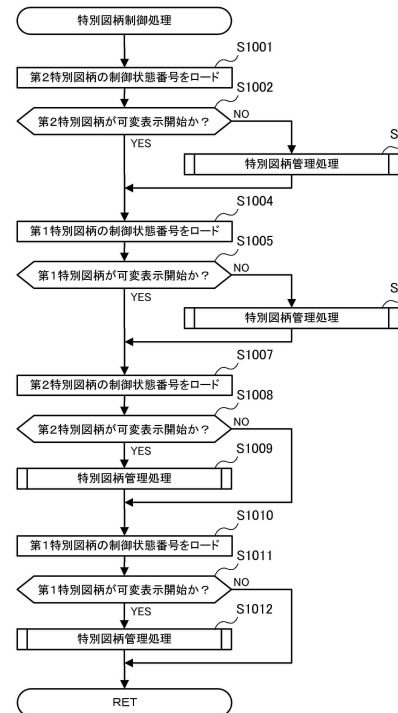 特別図柄制御処理
S1001
第2特別図柄の制御状態番号をロード
S1002
第2特別図柄が可変表示開始か？
NO
YES
S
特別図柄管理処理
S1004
第1特別図柄の制御状態番号をロード
S1005
第1特別図柄が可変表示開始か？
NO
YES
S
特別図柄管理処理
S1007
第2特別図柄の制御状態番号をロード
S1008
第2特別図柄が可変表示開始か？
NO
YES
S1009
特別図柄管理処理
S1010
第1特別図柄の制御状態番号をロード
S1011
第1特別図柄が可変表示開始か？
NO
YES
S1012
特別図柄管理処理
RET